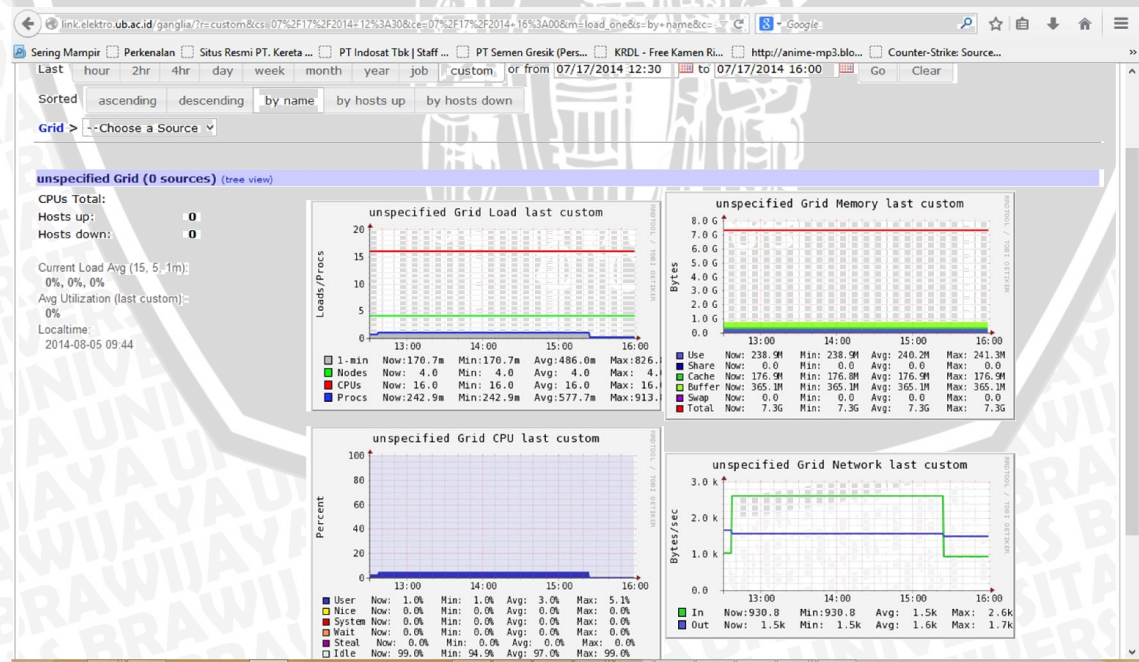 link.elektro.ub.ac.id/ganglia/?r=custom&cs=07%2F17%2F2014+12%3A30&ce=07%2F17%2F2014+16%3A00&m=load_one&s=by+name&c=
Google
Sering Mampir Perkenalan Situs Resmi PT. Kereta ... PT Indosat Tbk | Staff ... PT Semen Gresik (Pers... KRDL - Free Kamen Ri... http://anime-mp3.blo... Counter-Strike: Source... »
Last hour 2hr 4hr day week month year job custom or from 07/17/2014 12:30 to 07/17/2014 16:00 Go Clear
Sorted ascending descending by name by hosts up by hosts down
Grid > --Choose a Source
unspecified Grid (0 sources) (tree view)
CPUs Total:
Hosts up: 0
Hosts down: 0
Current Load Avg (15, 5, 1m):
0%, 0%, 0%
Avg Utilization (last custom):
0%
Localtime:
2014-08-05 09:44
unspecified Grid Load last custom
RRDTOOL / TOBI OETIKER
Loads/Procs
20
15
10
5
0
13:00 14:00 15:00 16:00
1-min Now:170.7m Min:170.7m Avg:486.0m Max:826.
Nodes Now: 4.0 Min: 4.0 Avg: 4.0 Max: 4.
CPUs Now: 16.0 Min: 16.0 Avg: 16.0 Max: 16.
Procs Now:242.9m Min:242.9m Avg:577.7m Max:913.
unspecified Grid Memory last custom
RRDTOOL / TOBI OETIKER
Bytes
8.0 G
7.0 G
6.0 G
5.0 G
4.0 G
3.0 G
2.0 G
1.0 G
0.0
13:00 14:00 15:00 16:00
Use Now: 238.9M Min: 238.9M Avg: 240.2M Max: 241.3M
Share Now: 0.0 Min: 0.0 Avg: 0.0 Max: 0.0
Cache Now: 176.9M Min: 176.8M Avg: 176.9M Max: 176.9M
Buffer Now: 365.1M Min: 365.1M Avg: 365.1M Max: 365.1M
Swap Now: 0.0 Min: 0.0 Avg: 0.0 Max: 0.0
Total Now: 7.3G Min: 7.3G Avg: 7.3G Max: 7.3G
unspecified Grid CPU last custom
RRDTOOL / TOBI OETIKER
Percent
100
80
60
40
20
0
13:00 14:00 15:00 16:00
User Now: 1.0% Min: 1.0% Avg: 3.0% Max: 5.1%
Nice Now: 0.0% Min: 0.0% Avg: 0.0% Max: 0.0%
System Now: 0.0% Min: 0.0% Avg: 0.0% Max: 0.0%
Wait Now: 0.0% Min: 0.0% Avg: 0.0% Max: 0.0%
Steal Now: 0.0% Min: 0.0% Avg: 0.0% Max: 0.0%
Idle Now: 99.0% Min: 94.9% Avg: 97.0% Max: 99.0%
unspecified Grid Network last custom
RRDTOOL / TOBI OETIKER
Bytes/sec
3.0 k
2.0 k
1.0 k
0.0
13:00 14:00 15:00 16:00
In Now:930.8 Min:930.8 Avg: 1.5k Max: 2.6k
Out Now: 1.5k Min: 1.5k Avg: 1.6k Max: 1.7k